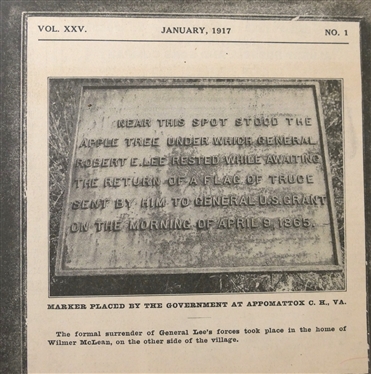 VOL. XXV. JANUARY, 1917 NO. 1
NEAR THIS SPOT STOOD THE
APPLE TREE UNDER WHICH GENERAL
ROBERT E. LEE RESTED WHILE AWAITING
THE RETURN OF A FLAG OF TRUCE
SENT BY HIM TO GENERAL U.S. GRANT
ON THE MORNING OF APRIL 9, 1865.
MARKER PLACED BY THE GOVERNMENT AT APPOMATTOX C. H., VA.
The formal surrender of General Lee's forces took place in the home of
Wilmer McLean, on the other side of the village.